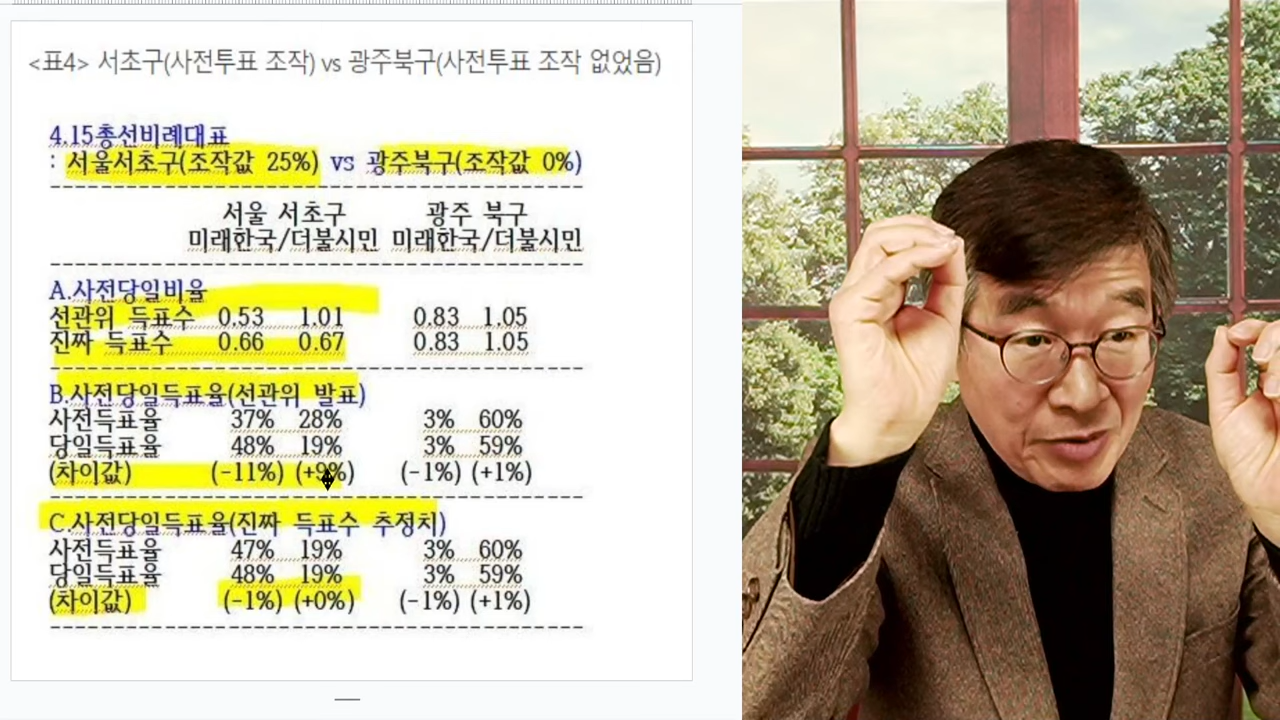 <표4> 서초구(사전투표 조작) vs 광주북구(사전투표 조작 없었음)
4.15총선비례대표
: 서울서초구(조작값 25%) vs 광주북구(조작값 0%)
서울 서초구 광주 북구
미래한국/더불시민 미래한국/더불시민
A.사전당일비율
선관위 득표수 0.53 1.01 0.83 1.05
진짜 득표수 0.66 0.67 0.83 1.05
B.사전당일득표율(선관위 발표)
사전득표율 37% 28% 3% 60%
당일득표율 48% 19% 3% 59%
(차이값) (-11%) (+9%) (-1%) (+1%)
C.사전당일득표율(진짜 득표수 추정치)
사전득표율 47% 19% 3% 60%
당일득표율 48% 19% 3% 59%
(차이값) (-1%) (+0%) (-1%) (+1%)